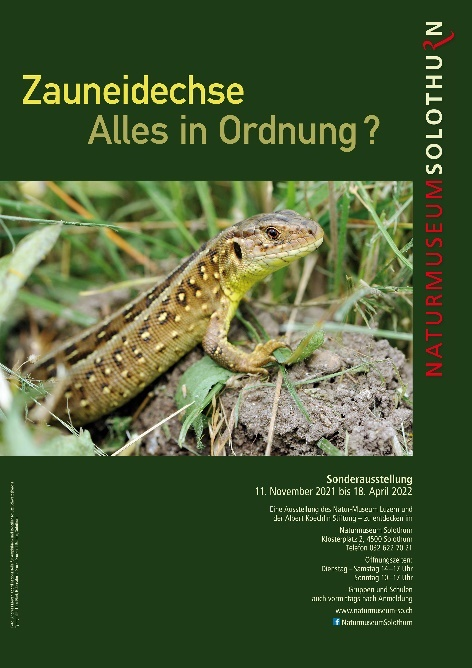 Zauneidechse
Alles in Ordnung?
NATURMUSEUMSOLOTHURN
Sonderausstellung
11. November 2021 bis 18. April 2022
Eine Ausstellung des Natur-Museum Luzern und
der Albert Koechlin Stiftung – zu entdecken im
Naturmuseum Solothurn
Klosterplatz 2, 4500 Solothurn
Telefon 032 622 70 21
Öffnungszeiten:
Dienstag - Samstag 14–17 Uhr
Sonntag 10–17 Uhr
Gruppen und Schulen
auch vormittags nach Anmeldung
www.naturmuseum-so.ch
NaturmuseumSolothurn